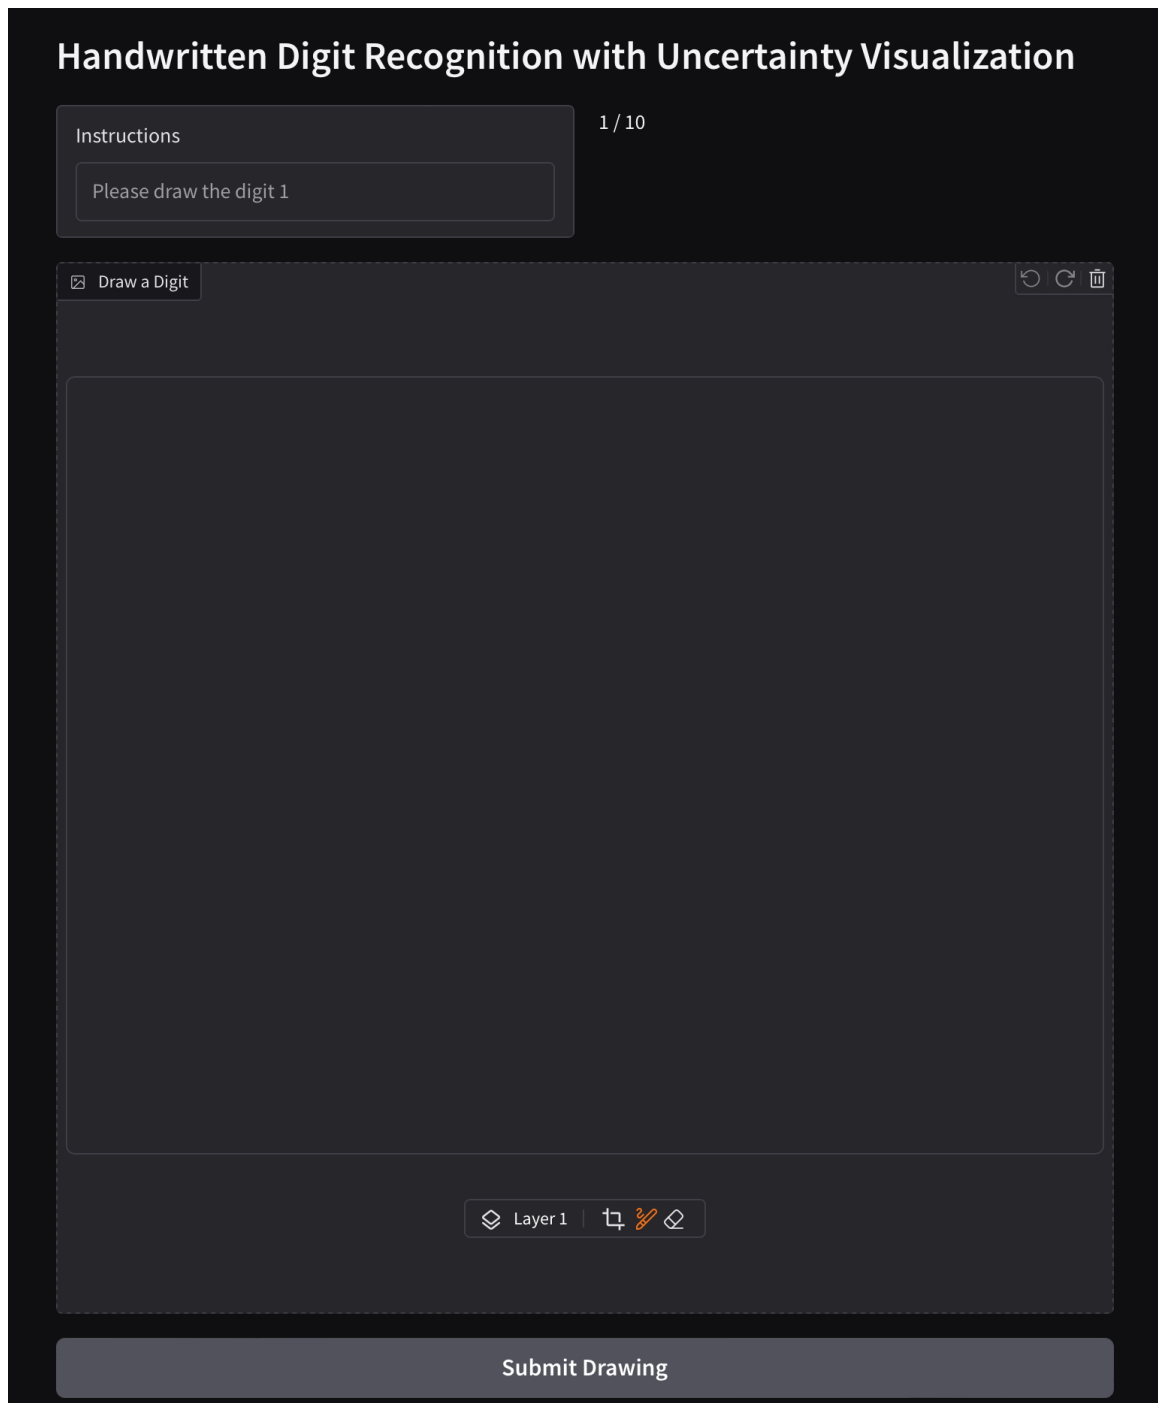 Handwritten Digit Recognition with Uncertainty Visualization
Instructions
1 / 10
Please draw the digit 1
Draw a Digit
Layer 1
Submit Drawing